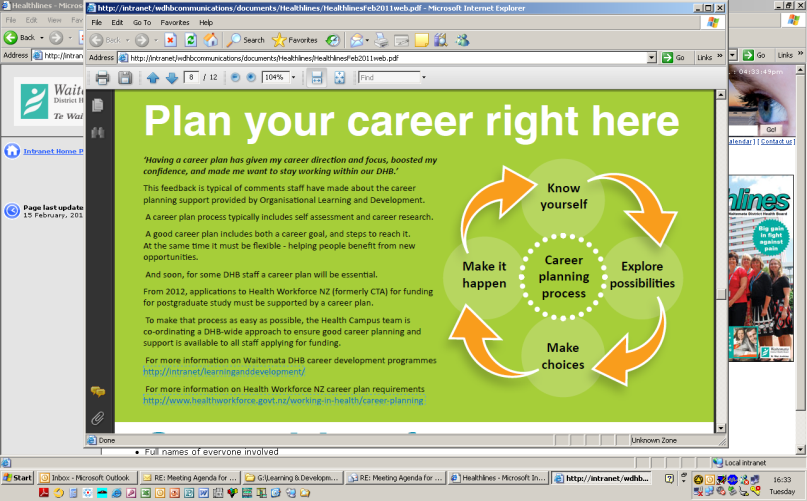 Healthlines - Micros
http://intranet/wdhbcommunications/documents/Healthlines/HealthlinesFeb2011web.pdf - Microsoft Internet Explorer
File Edit View Fav
File Edit Go To Favorites Help
Back
Back
Search
Favorites
Address
http://intran
Address
http://intranet/wdhbcommunications/documents/Healthlines/HealthlinesFeb2011web.pdf
Go
Links »
Go
Links »
8 / 12
104%
Find
: 04:33:49pm
Wait
District H
Te Wai
Go!
alendar ] [ Contact us ]
Intranet Home P
Page last update
15 February, 201
Plan your career right here
'Having a career plan has given my career direction and focus, boosted my
confidence, and made me want to stay working within our DHB.'
This feedback is typical of comments staff have made about the career
planning support provided by Organisational Learning and Development.
A career plan process typically includes self assessment and career research.
A good career plan includes both a career goal, and steps to reach it.
At the same time it must be flexible - helping people benefit from new
opportunities.
And soon, for some DHB staff a career plan will be essential.
From 2012, applications to Health Workforce NZ (formerly CTA) for funding
for postgraduate study must be supported by a career plan.
To make that process as easy as possible, the Health Campus team is
co-ordinating a DHB-wide approach to ensure good career planning and
support is available to all staff applying for funding.
For more information on Waitemata DHB career development programmes
http://intranet/learninganddevelopment/
For more information on Health Workforce NZ career plan requirements
http://www.healthworkforce.govt.nz/working-in-health/career-planning
Know
yourself
Explore
possibilities
Make
choices
Make it
happen
Career
planning
process
lines
Waitemata District Health Board
Big gain
in fight
against
pain
Waitemata
Done
Unknown Zone
Full names of everyone involved
Local intranet
Start
Inbox - Microsoft Outlook
RE: Meeting Agenda for ...
G:\Learning & Developm...
RE: Meeting Agenda for ...
Healthlines - Microsoft In...
http://intranet/wdhb...
16:33
Tuesday